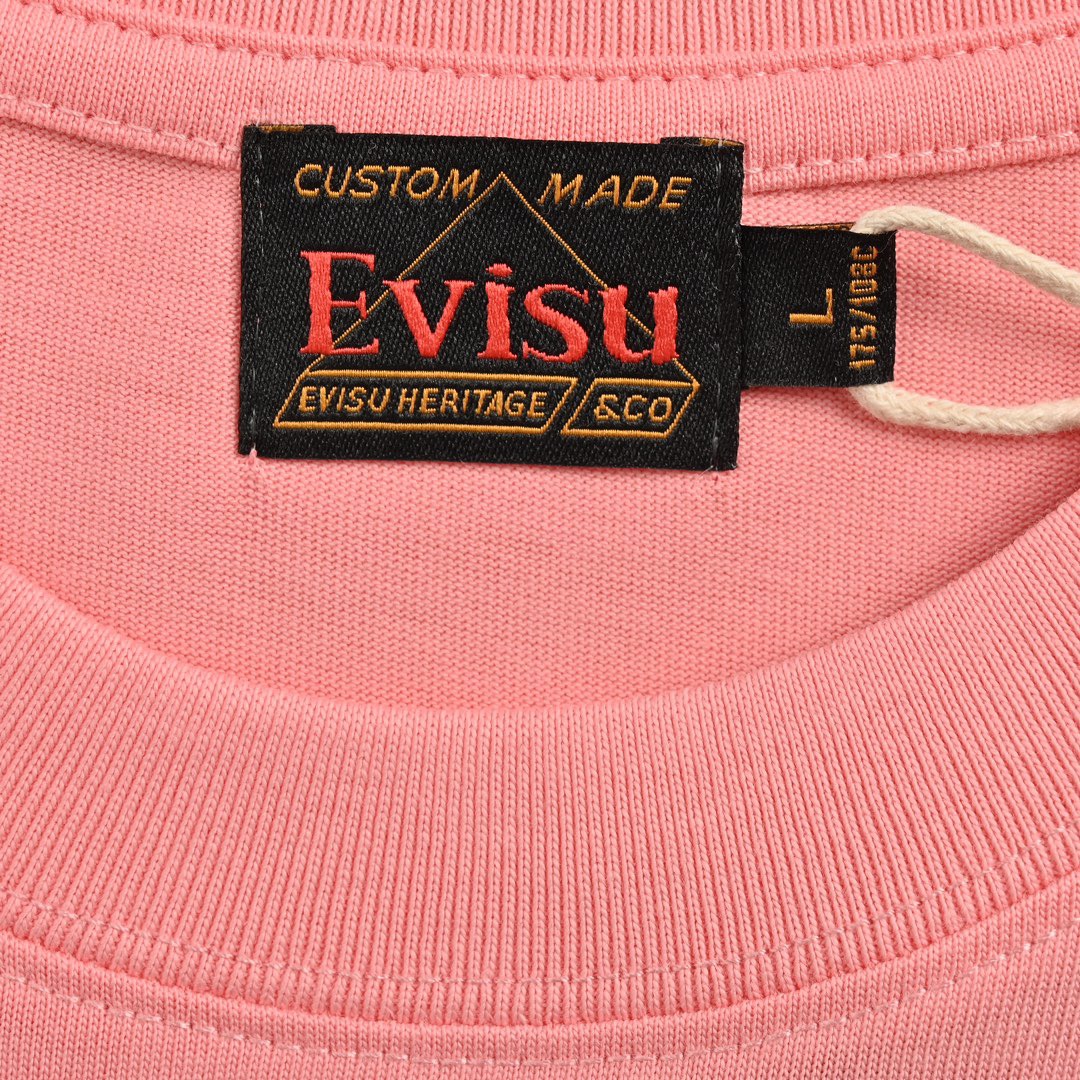 CUSTOM MADE
Evisu
EVISU HERITAGE &CO
L
175/108C